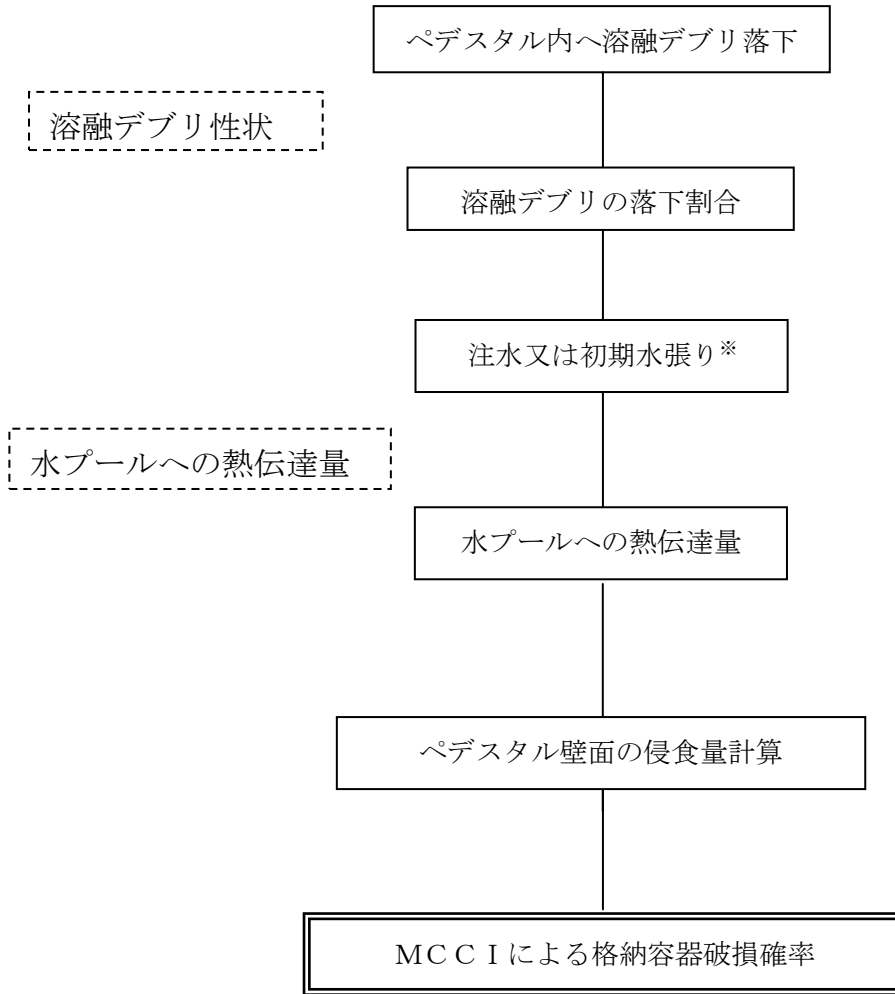 ペデスタル内へ溶融デブリ落下
溶融デブリ性状
溶融デブリの落下割合
注水又は初期水張り※
水プールへの熱伝達量
水プールへの熱伝達量
ペデスタル壁面の侵食量計算
ＭＣＣＩによる格納容器破損確率